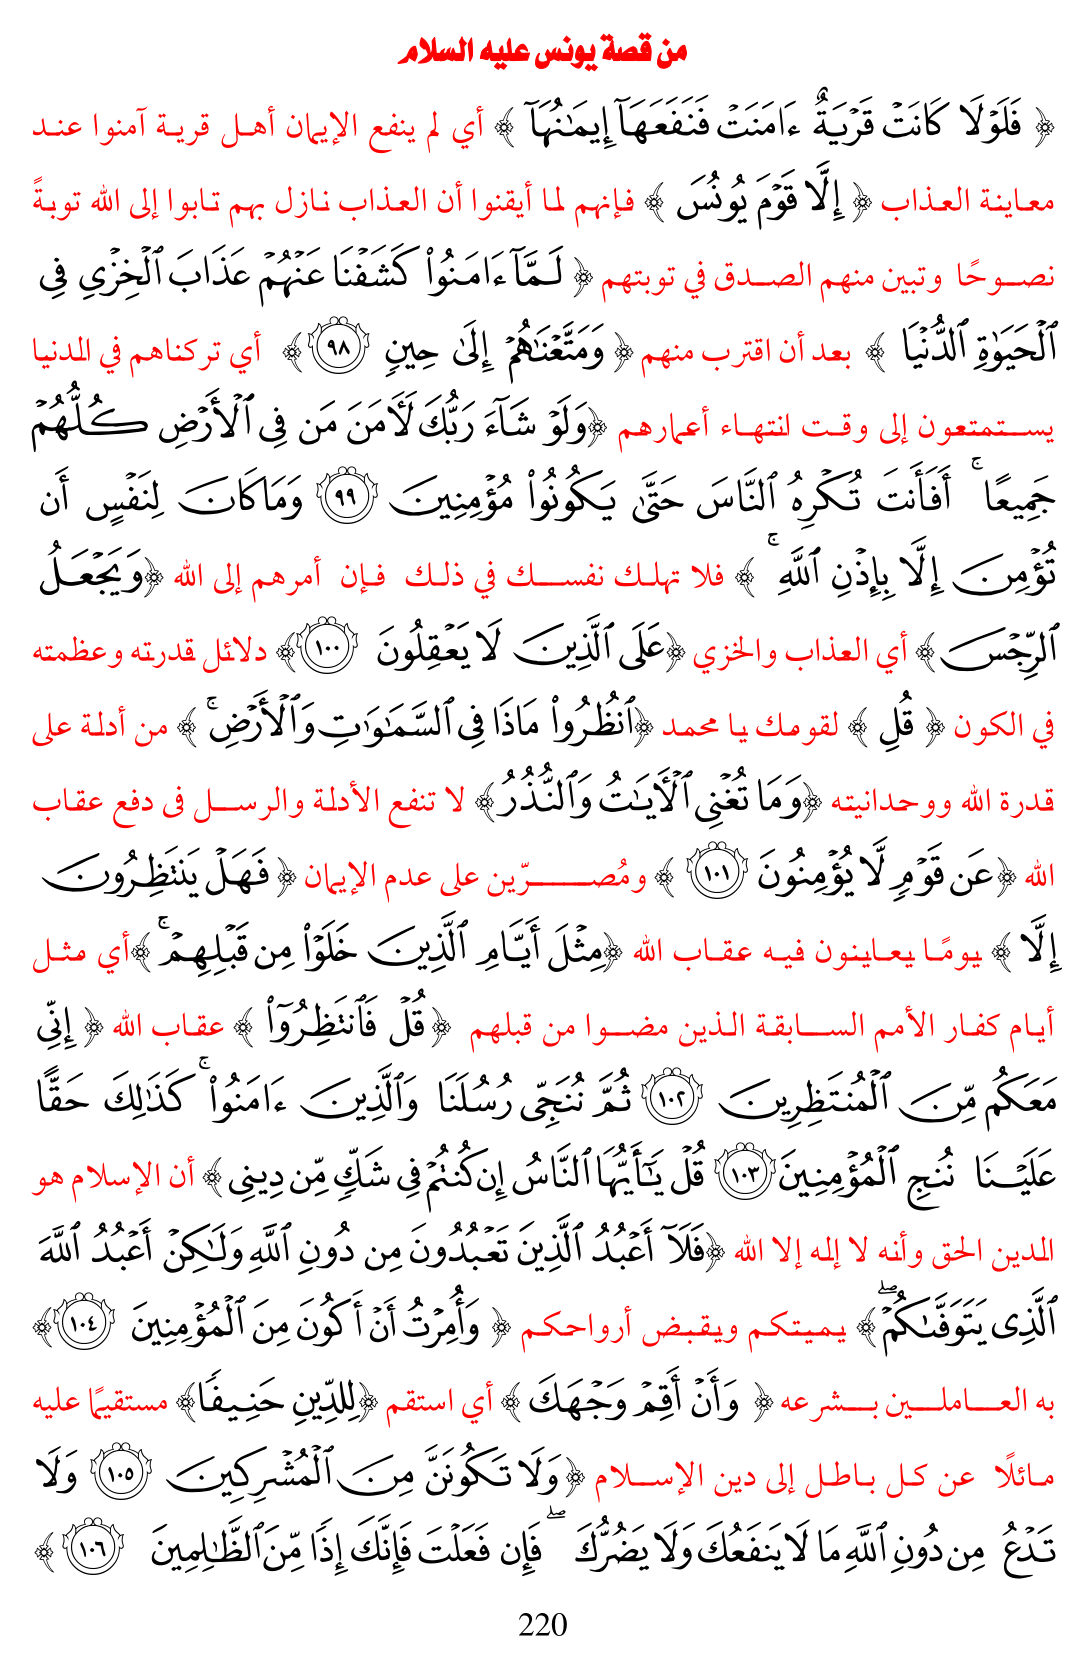 من قصة يونس عليه السلام
﴿ فَلَوْلَا كَانَتْ قَرْيَةٌ ءَامَنَتْ فَنَفَعَهَآ إِيمَـٰنُهَآ ﴾ أي لم ينفع الإيمان أهل قرية آمنوا عند
معاينة العذاب ﴿ إِلَّا قَوْمَ يُونُسَ ﴾ فإنهم لما أيقنوا أن العذاب نازل بهم تابوا إلى الله توبةً
نصوحًا وتبين منهم الصدق في توبتهم ﴿ لَمَّآ ءَامَنُوا۟ كَشَفْنَا عَنْهُمْ عَذَابَ ٱلْخِزْىِ فِى
ٱلْحَيَوٰةِ ٱلدُّنْيَا ﴾ بعد أن اقترب منهم ﴿ وَمَتَّعْنَـٰهُمْ إِلَىٰ حِينٍ ٩٨ ﴾ أي تركناهم في الدنيا
يستمتعون إلى وقت انتهاء أعمارهم ﴿وَلَوْ شَآءَ رَبُّكَ لَـَٔامَنَ مَن فِى ٱلْأَرْضِ كُلُّهُمْ
جَمِيعًا ۚ أَفَأَنتَ تُكْرِهُ ٱلنَّاسَ حَتَّىٰ يَكُونُوا۟ مُؤْمِنِينَ ٩٩ وَمَا كَانَ لِنَفْسٍ أَن
تُؤْمِنَ إِلَّا بِإِذْنِ ٱللَّهِ ۚ ﴾ فلا تهلك نفسك في ذلك فإن أمرهم إلى الله ﴿وَيَجْعَلُ
ٱلرِّجْسَ﴾ أي العذاب والخزي ﴿عَلَى ٱلَّذِينَ لَا يَعْقِلُونَ ١٠٠﴾ دلائل قدرته وعظمته
في الكون ﴿ قُلِ ﴾ لقومك يا محمد ﴿ٱنظُرُوا۟ مَاذَا فِى ٱلسَّمَـٰوَٰتِ وَٱلْأَرْضِ ۚ ﴾ من أدلة على
قدرة الله ووحدانيته ﴿وَمَا تُغْنِى ٱلْـَٔايَـٰتُ وَٱلنُّذُرُ﴾ لا تنفع الأدلة والرسل فى دفع عقاب
الله ﴿عَن قَوْمٍ لَّا يُؤْمِنُونَ ١٠١ ﴾ ومُصرّين على عدم الإيمان ﴿ فَهَلْ يَنتَظِرُونَ
إِلَّا ﴾ يومًا يعاينون فيه عقاب الله ﴿مِثْلَ أَيَّامِ ٱلَّذِينَ خَلَوْا۟ مِن قَبْلِهِمْ ۚ ﴾أي مثل
أيام كفار الأمم السابقة الذين مضوا من قبلهم ﴿ قُلْ فَٱنتَظِرُوٓا۟ ﴾ عقاب الله ﴿ إِنِّى
مَعَكُم مِّنَ ٱلْمُنتَظِرِينَ ١٠٢ ثُمَّ نُنَجِّى رُسُلَنَا وَٱلَّذِينَ ءَامَنُوا۟ ۚ كَذَٰلِكَ حَقًّا
عَلَيْنَا نُنجِ ٱلْمُؤْمِنِينَ ١٠٣ قُلْ يَـٰٓأَيُّهَا ٱلنَّاسُ إِن كُنتُمْ فِى شَكٍّ مِّن دِينِى ﴾ أن الإسلام هو
الدين الحق وأنه لا إله إلا الله ﴿فَلَآ أَعْبُدُ ٱلَّذِينَ تَعْبُدُونَ مِن دُونِ ٱللَّهِ وَلَـٰكِنْ أَعْبُدُ ٱللَّهَ
ٱلَّذِى يَتَوَفَّىٰكُمْ ۖ ﴾ يميتكم ويقبض أرواحكم ﴿ وَأُمِرْتُ أَنْ أَكُونَ مِنَ ٱلْمُؤْمِنِينَ ١٠٤ ﴾
به العاملين بشرعه ﴿ وَأَنْ أَقِمْ وَجْهَكَ ﴾ أي استقم ﴿لِلدِّينِ حَنِيفًا﴾ مستقيمًا عليه
مائلًا عن كل باطل إلى دين الإسلام ﴿وَلَا تَكُونَنَّ مِنَ ٱلْمُشْرِكِينَ ١٠٥ وَلَا
تَدْعُ مِن دُونِ ٱللَّهِ مَا لَا يَنفَعُكَ وَلَا يَضُرُّكَ ۖ فَإِن فَعَلْتَ فَإِنَّكَ إِذًا مِّنَ ٱلظَّـٰلِمِينَ ١٠٦ ﴾
220